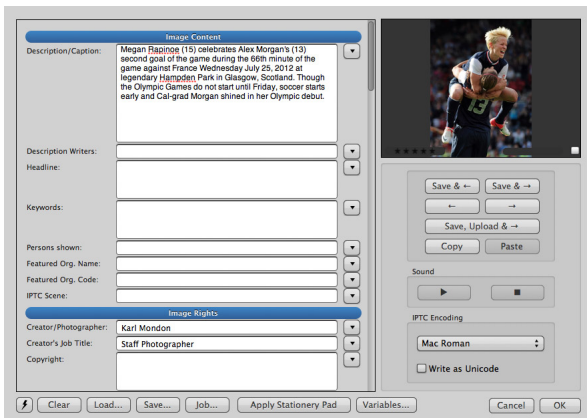 Image Content
Description/Caption:
Megan Rapinoe (15) celebrates Alex Morgan's (13)
second goal of the game during the 66th minute of the
game against France Wednesday July 25, 2012 at
legendary Hampden Park in Glasgow, Scotland. Though
the Olympic Games do not start until Friday, soccer starts
early and Cal-grad Morgan shined in her Olympic debut.
Description Writers:
Headline:
Keywords:
Persons shown:
Featured Org. Name:
Featured Org. Code:
IPTC Scene:
Image Rights
Creator/Photographer: Karl Mondon
Creator's Job Title: Staff Photographer
Copyright:
Clear Load... Save... Job... Apply Stationery Pad Variables...
13
Save & ← Save & →
← →
Save, Upload & →
Copy Paste
Sound
IPTC Encoding
Mac Roman
Write as Unicode
Cancel OK